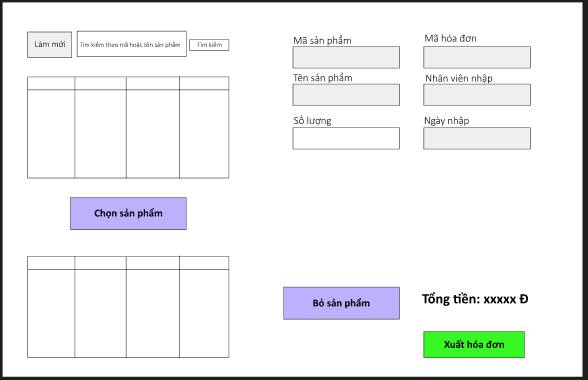 Làm mới
Tìm kiếm theo mã hoặc tên sản phẩm
Tìm kiếm
Mã sản phẩm
Mã hóa đơn
Tên sản phẩm
Nhân viên nhập
Số lượng
Ngày nhập
Chọn sản phẩm
Bỏ sản phẩm
Tổng tiền: xxxxx Đ
Xuất hóa đơn